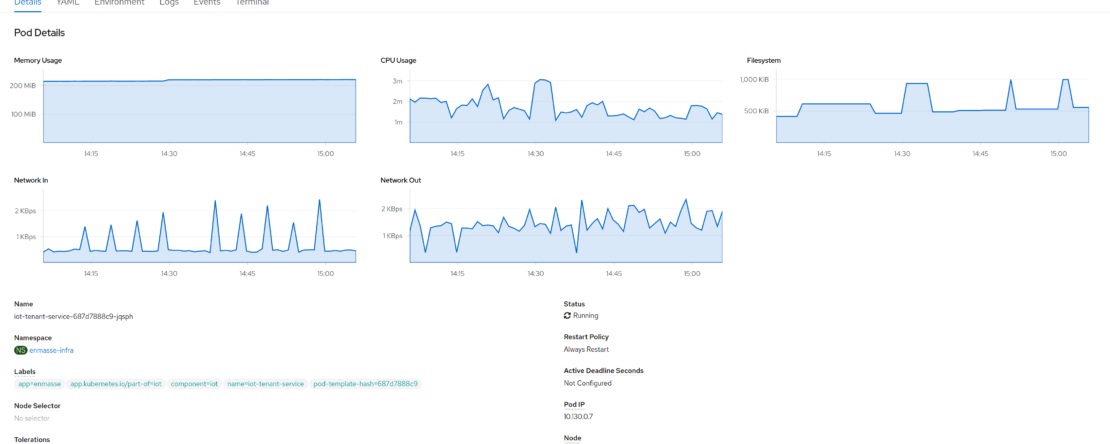 Details YAML Environment Logs Events Terminal
Pod Details
Memory Usage
200 MiB
100 MiB
14:15 14:30 14:45 15:00
CPU Usage
3m
2m
1m
14:15 14:30 14:45 15:00
Filesystem
1,000 KiB
500 KiB
14:15 14:30 14:45 15:00
Network In
2 KBps
1 KBps
14:15 14:30 14:45 15:00
Network Out
2 KBps
1 KBps
14:15 14:30 14:45 15:00
Name
iot-tenant-service-687d7888c9-jqsph
Namespace
NS enmasse-infra
Labels
app=enmasse app.kubernetes.io/part-of=iot component=iot name=iot-tenant-service pod-template-hash=687d7888c9
Node Selector
No selector
Tolerations
Status
Running
Restart Policy
Always Restart
Active Deadline Seconds
Not Configured
Pod IP
10.130.0.7
Node